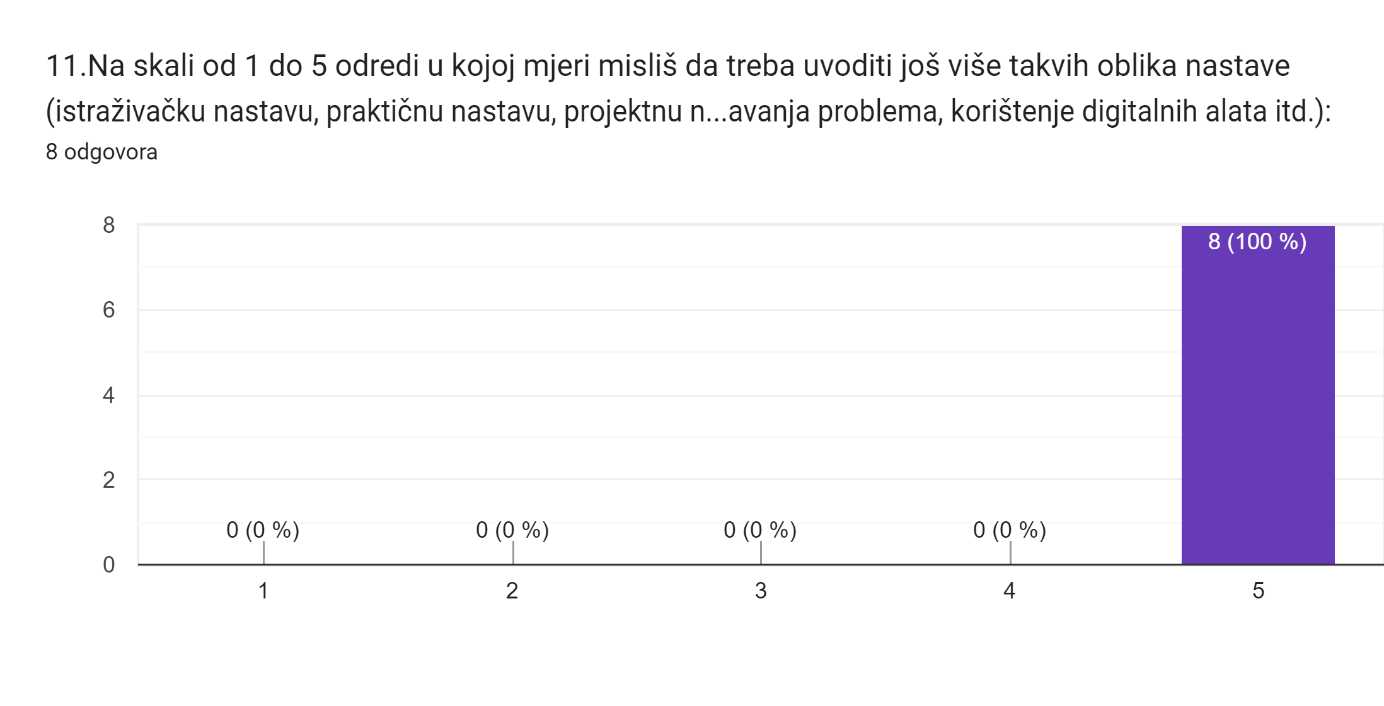 11.Na skali od 1 do 5 odredi u kojoj mjeri misliš da treba uvoditi još više takvih oblika nastave
(istraživačku nastavu, praktičnu nastavu, projektnu n...avanja problema, korištenje digitalnih alata itd.):
8 odgovora
8
8 (100 %)
6
4
2
0 (0 %) 0 (0 %) 0 (0 %) 0 (0 %)
0
1 2 3 4 5